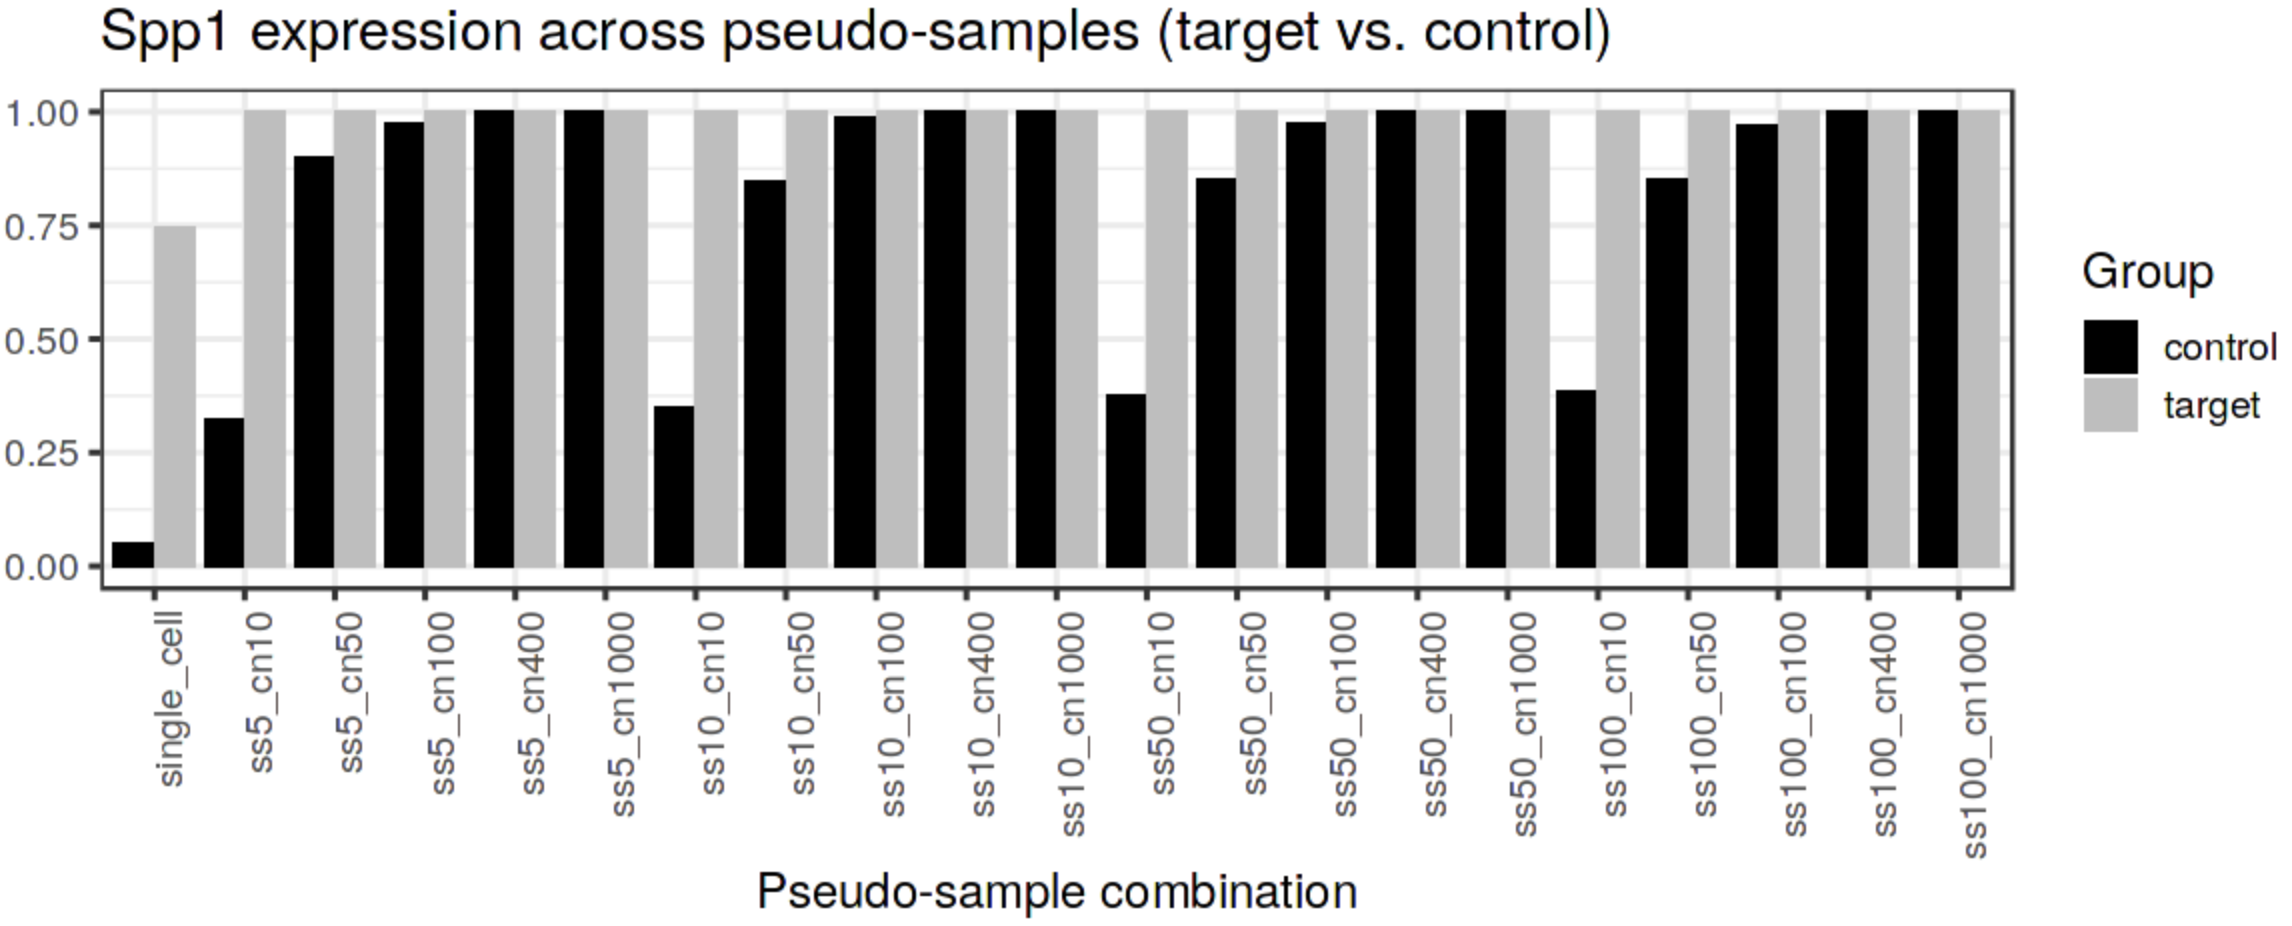 Spp1 expression across pseudo-samples (target vs. control)
1.00
0.75
0.50
0.25
0.00
single_cell
ss5_cn10
ss5_cn50
ss5_cn100
ss5_cn400
ss5_cn1000
ss10_cn10
ss10_cn50
ss10_cn100
ss10_cn400
ss10_cn1000
ss50_cn10
ss50_cn50
ss50_cn100
ss50_cn400
ss50_cn1000
ss100_cn10
ss100_cn50
ss100_cn100
ss100_cn400
ss100_cn1000
Pseudo-sample combination
Group
control
target